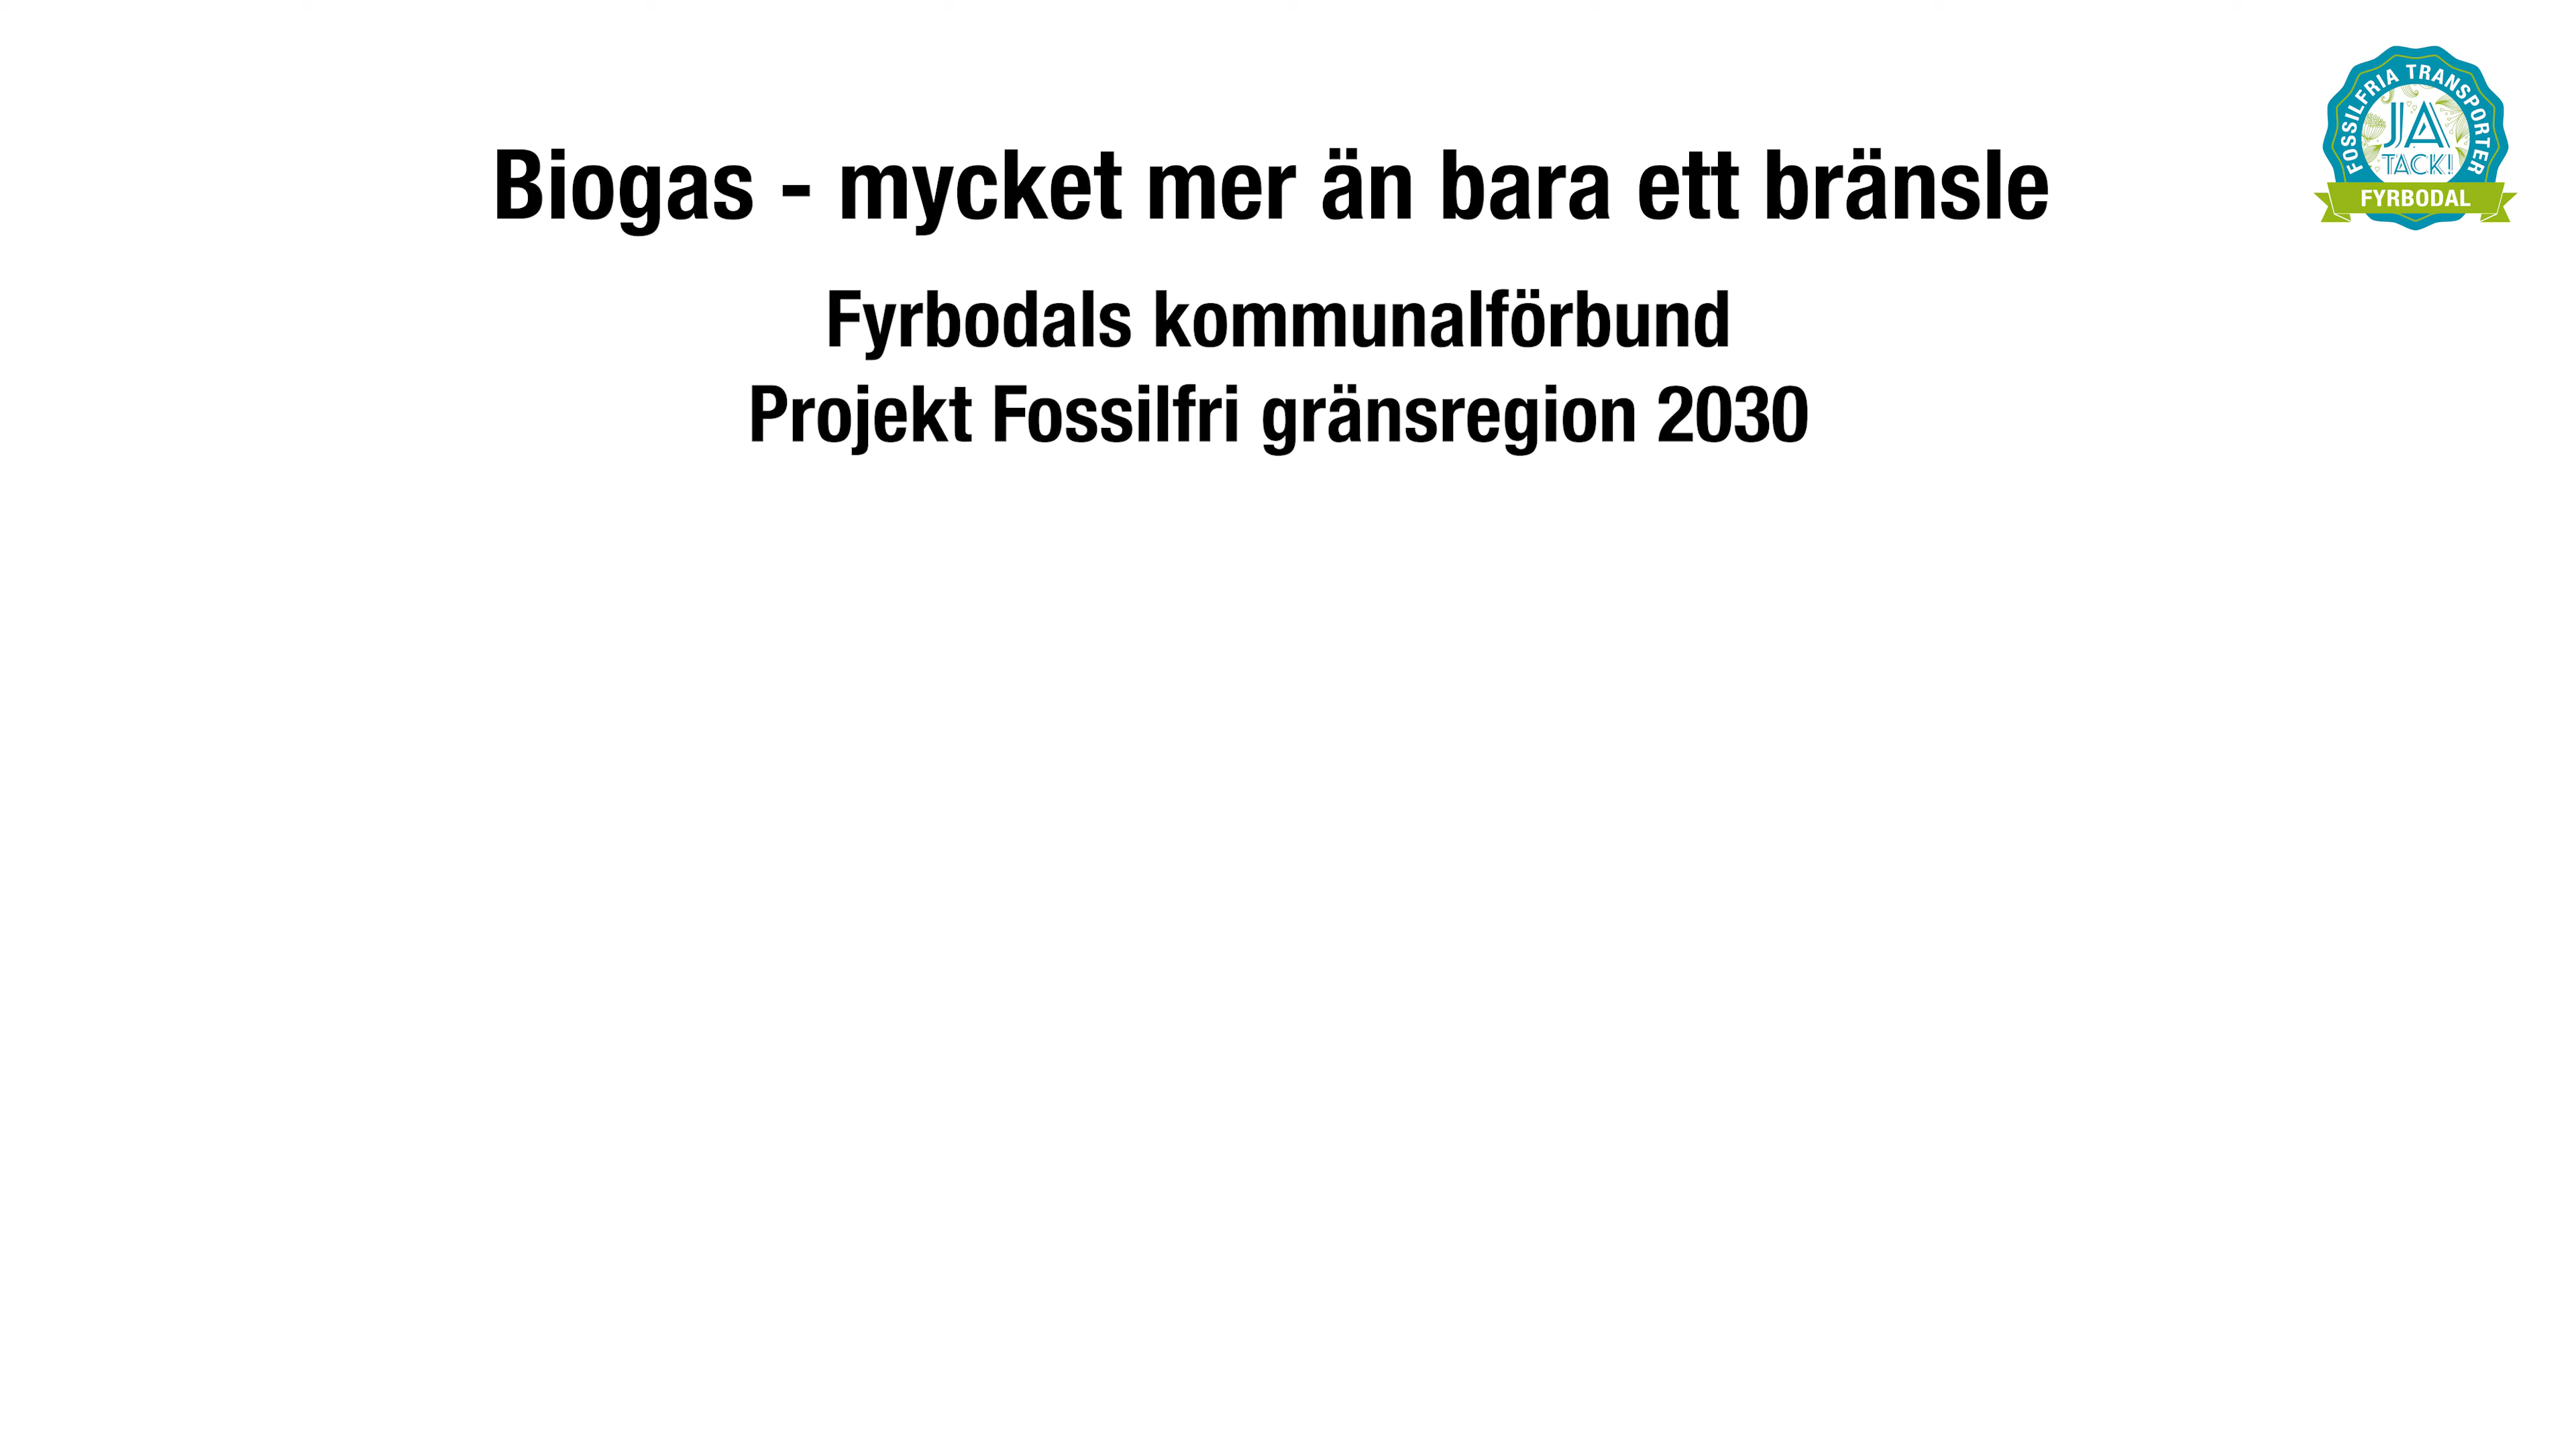 Biogas - mycket mer än bara ett bränsle
Fyrbodals kommunalförbund
Projekt Fossilfri gränsregion 2030
FOSSILFRIA TRANSPORTER
JA
TACK!
FYRBODAL